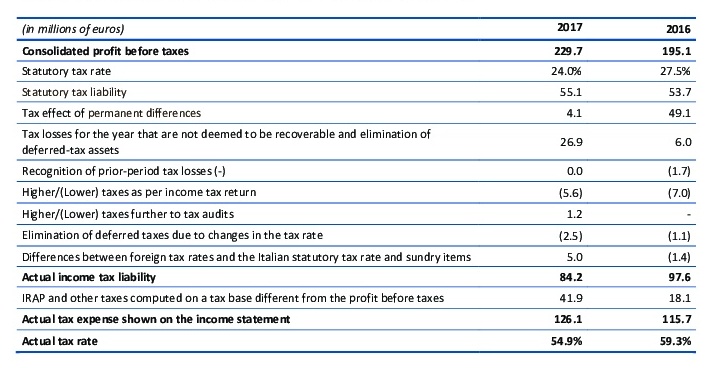 (in millions of euros) 2017 2016
Consolidated profit before taxes 229.7 195.1
Statutory tax rate 24.0% 27.5%
Statutory tax liability 55.1 53.7
Tax effect of permanent differences 4.1 49.1
Tax losses for the year that are not deemed to be recoverable and elimination of
deferred-tax assets 26.9 6.0
Recognition of prior-period tax losses (-) 0.0 (1.7)
Higher/(Lower) taxes as per income tax return (5.6) (7.0)
Higher/(Lower) taxes further to tax audits 1.2 -
Elimination of deferred taxes due to changes in the tax rate (2.5) (1.1)
Differences between foreign tax rates and the Italian statutory tax rate and sundry items 5.0 (1.4)
Actual income tax liability 84.2 97.6
IRAP and other taxes computed on a tax base different from the profit before taxes 41.9 18.1
Actual tax expense shown on the income statement 126.1 115.7
Actual tax rate 54.9% 59.3%